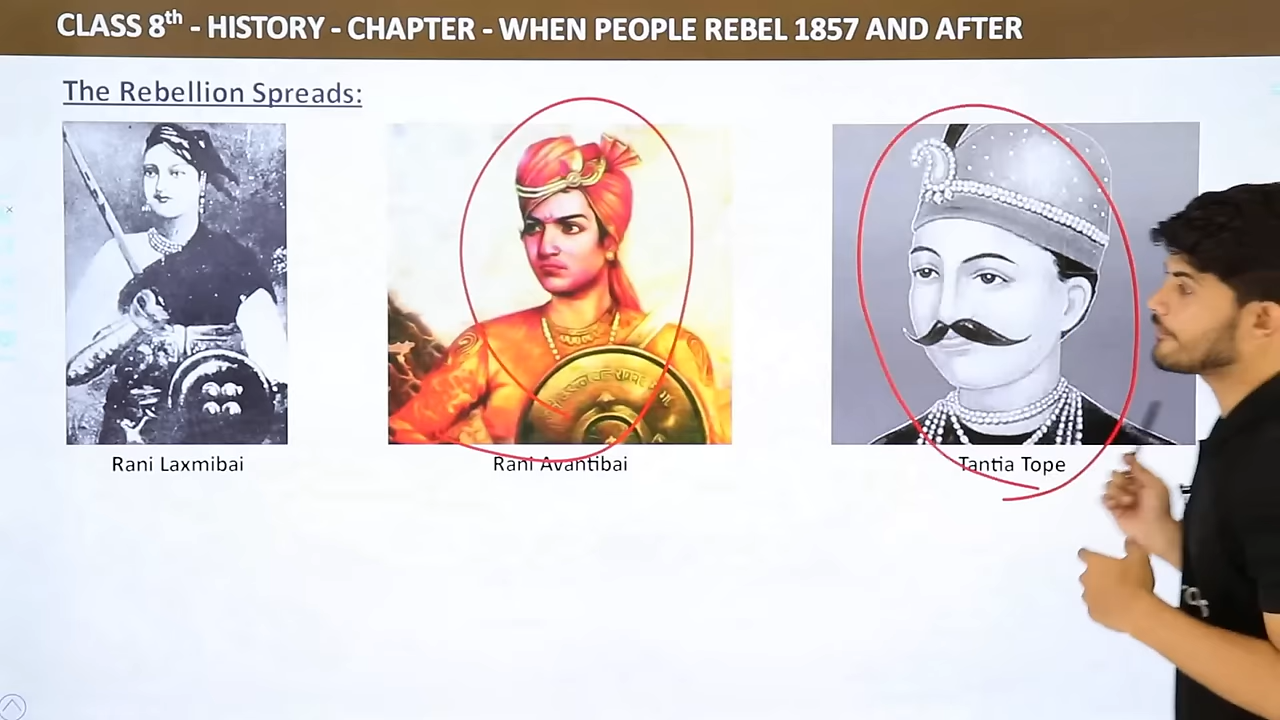 CLASS 8th - HISTORY - CHAPTER - WHEN PEOPLE REBEL 1857 AND AFTER
The Rebellion Spreads:
Rani Laxmibai
Rani Avantibai
Tantia Tope